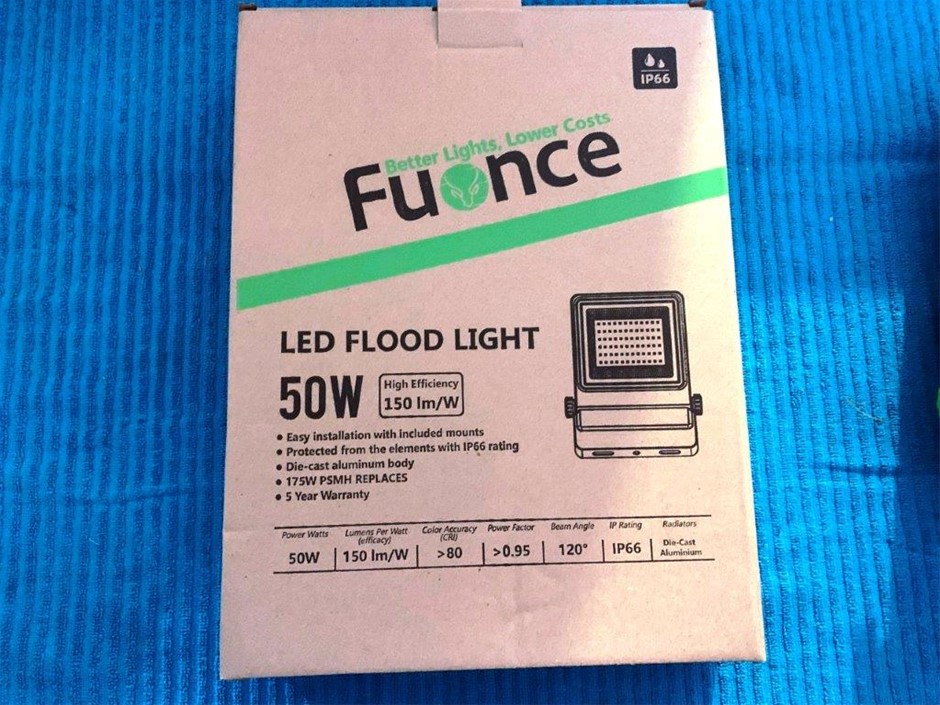 IP66
Better Lights, Lower Costs
Fuonce
LED FLOOD LIGHT
50W
High Efficiency
150 lm/W
• Easy installation with included mounts
• Protected from the elements with IP66 rating
• Die-cast aluminum body
• 175W PSMH REPLACES
• 5 Year Warranty
Power Watts Lumens Per Watt (efficacy) Color Accuracy (CRI) Power Factor Beam Angle IP Rating Radiators
50W 150 lm/W >80 >0.95 120° IP66 Die-Cast Aluminium